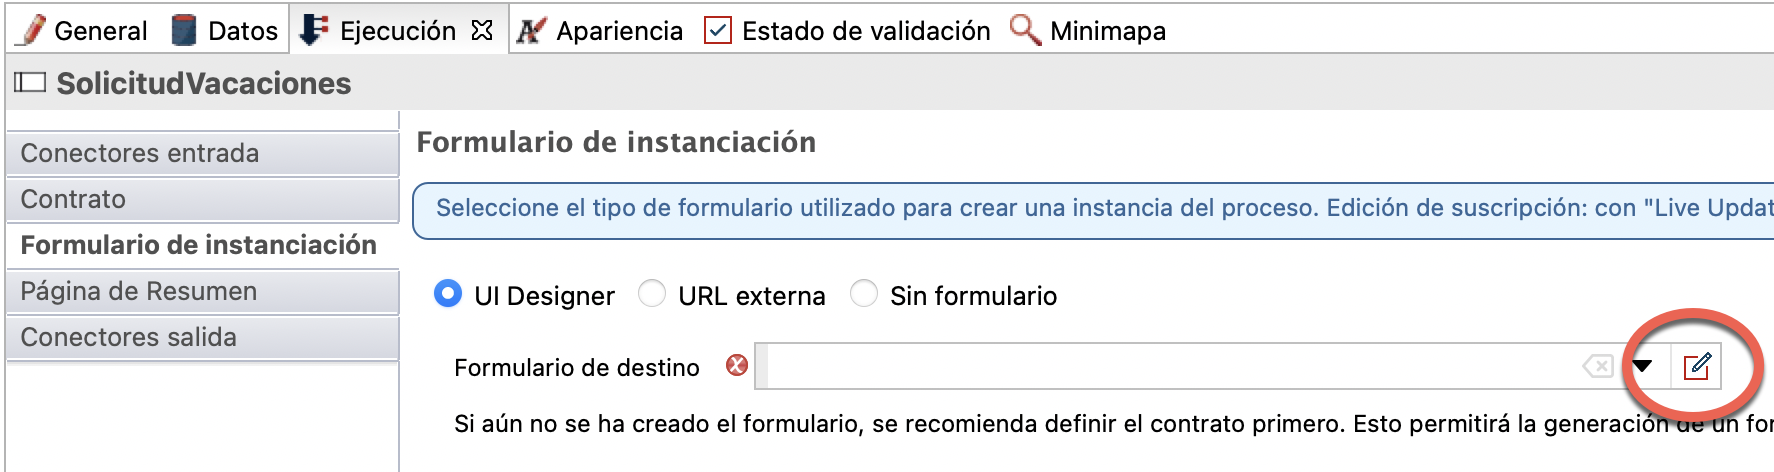 General Datos Ejecución Apariencia Estado de validación Minimapa
SolicitudVacaciones
Conectores entrada
Contrato
Formulario de instanciación
Página de Resumen
Conectores salida
Formulario de instanciación
Seleccione el tipo de formulario utilizado para crear una instancia del proceso. Edición de suscripción: con "Live Updat
UI Designer URL externa Sin formulario
Formulario de destino
Si aún no se ha creado el formulario, se recomienda definir el contrato primero. Esto permitirá la generación de un for